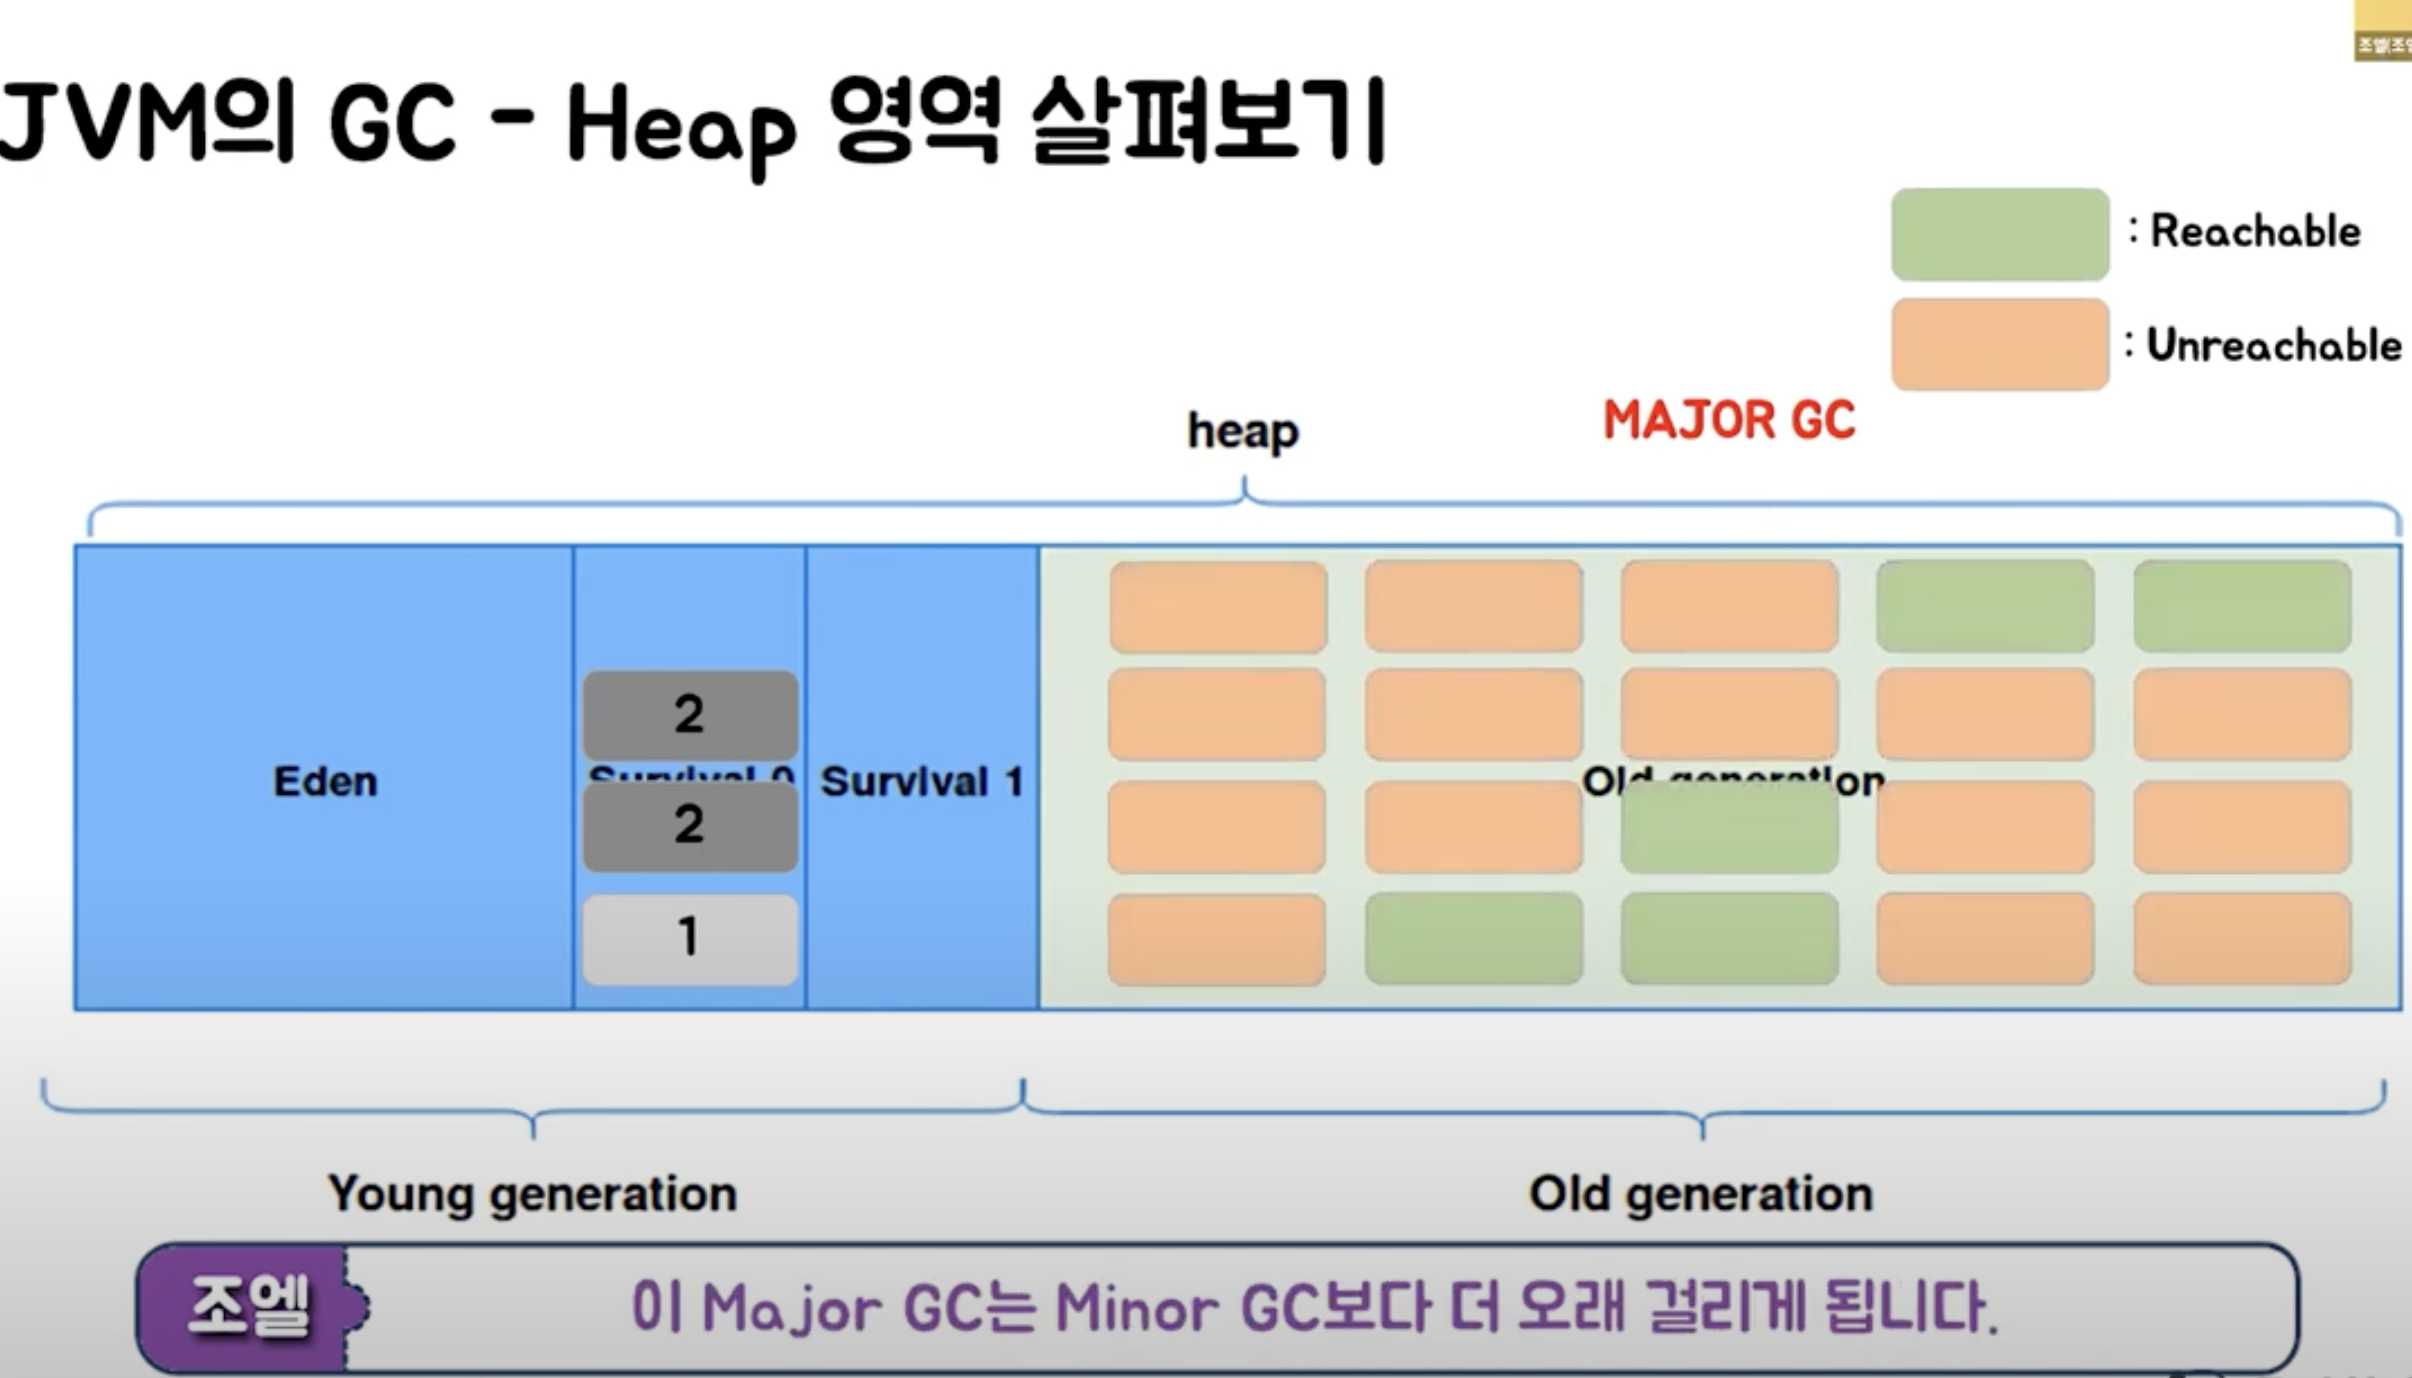 JVM의 GC - Heap 영역 살펴보기
: Reachable
: Unreachable
MAJOR GC
heap
2
Eden
Survival 0
Survival 1
Old generation
2
1
Young generation
Old generation
조엘
이 Major GC는 Minor GC보다 더 오래 걸리게 됩니다.